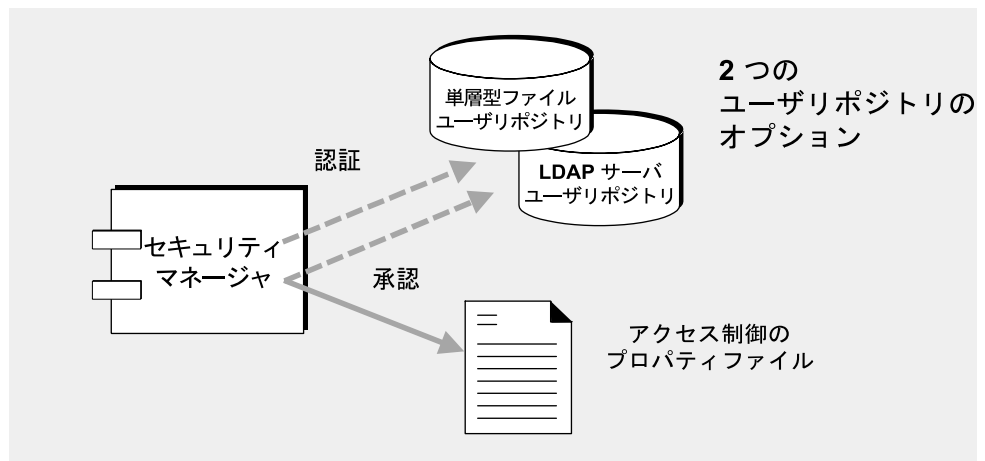 2 つの
ユーザリポジトリの
オプション
単層型ファイル
ユーザリポジトリ
LDAP サーバ
ユーザリポジトリ
認証
セキュリティ
マネージャ
承認
アクセス制御の
プロパティファイル